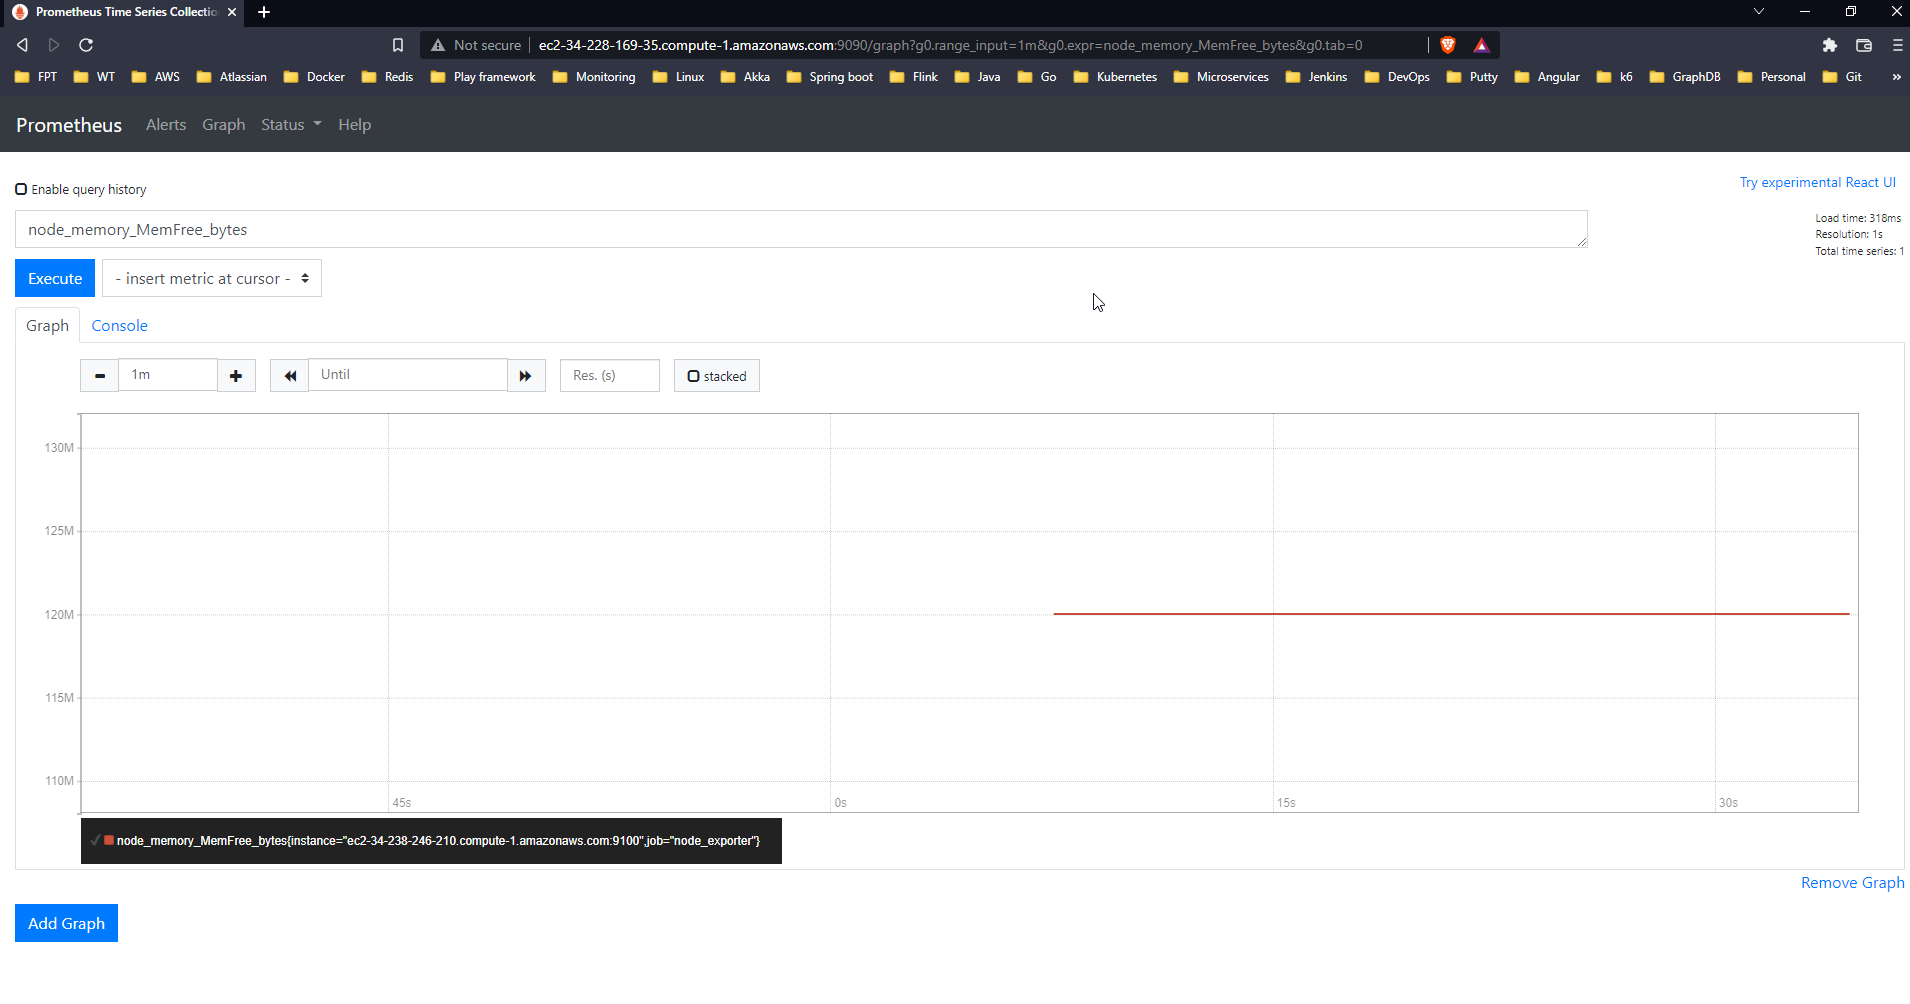 Prometheus Time Series Collectio
Not secure ec2-34-228-169-35.compute-1.amazonaws.com:9090/graph?g0.range_input=1m&g0.expr=node_memory_MemFree_bytes&g0.tab=0
FPT WT AWS Atlassian Docker Redis Play framework Monitoring Linux Akka Spring boot Flink Java Go Kubernetes Microservices Jenkins DevOps Putty Angular k6 GraphDB Personal Git »
Prometheus Alerts Graph Status Help
Enable query history
Try experimental React UI
node_memory_MemFree_bytes
Load time: 318ms
Resolution: 1s
Total time series: 1
Execute - insert metric at cursor -
Graph Console
1m Until Res. (s) stacked
130M
125M
120M
115M
110M
45s 0s 15s 30s
node_memory_MemFree_bytes{instance="ec2-34-238-246-210.compute-1.amazonaws.com:9100",job="node_exporter"}
Remove Graph
Add Graph